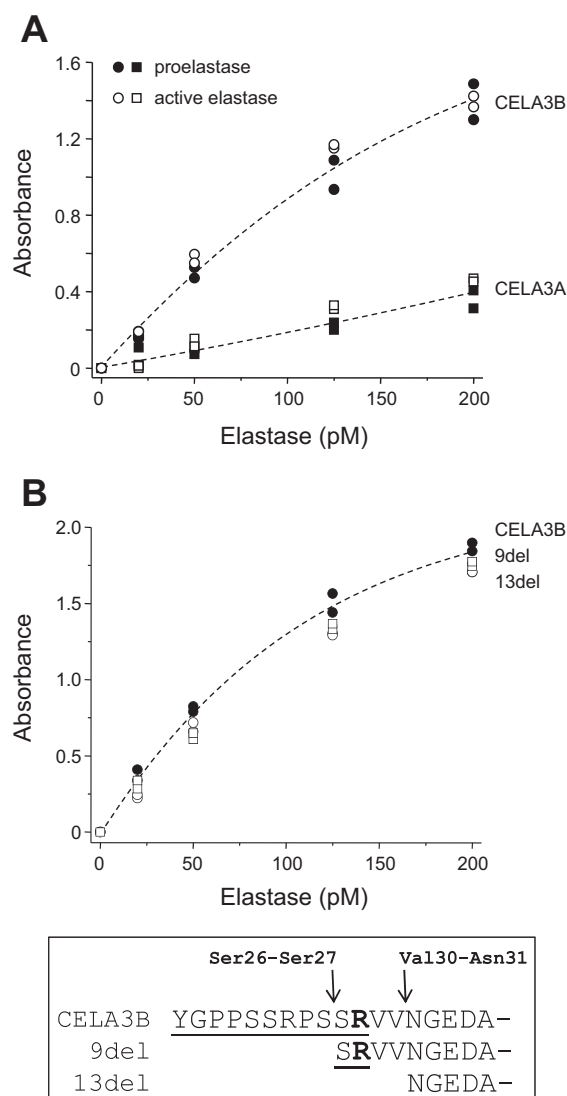 A
1.6
1.2
0.8
0.4
0
Absorbance
proelastase
active elastase
CELA3B
CELA3A
0 50 100 150 200
Elastase (pM)
B
2.0
1.5
1.0
0.5
0
Absorbance
CELA3B
9del
13del
0 50 100 150 200
Elastase (pM)
Ser26–Ser27 Val30–Asn31
CELA3B YGPPSSRPSSRVVNGEDA–
9del SRVVNGEDA–
13del NGEDA–